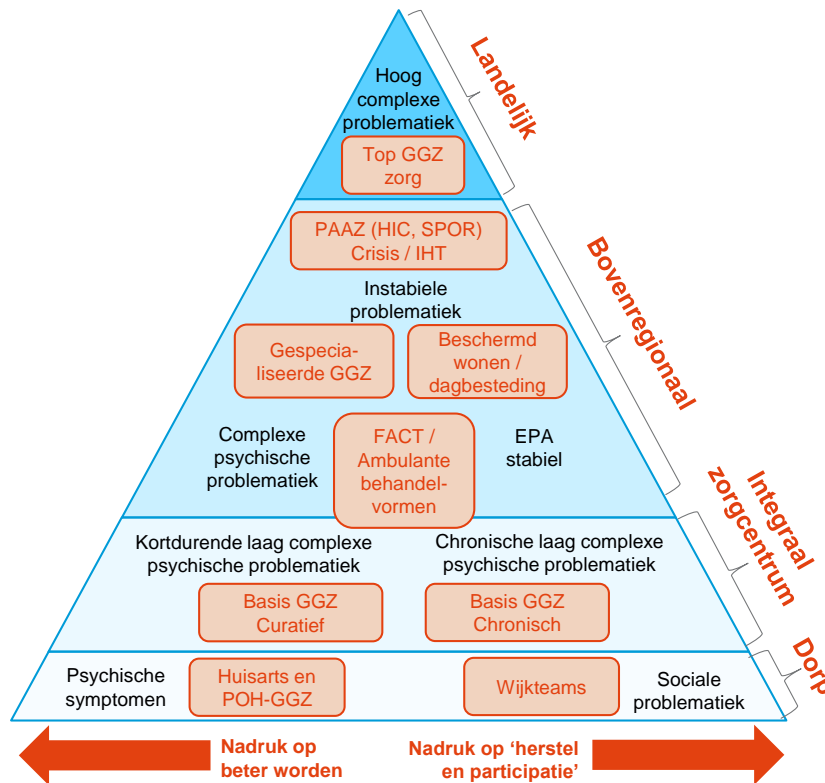 Hoog
complexe
problematiek
Top GGZ
zorg
Landelijk
PAAZ (HIC, SPOR)
Crisis / IHT
Instabiele
problematiek
Gespecia-
liseerde GGZ
Beschermd
wonen /
dagbesteding
Bovenregionaal
Complexe
psychische
problematiek
FACT /
Ambulante
behandel-
vormen
EPA
stabiel
Kortdurende laag complexe
psychische problematiek
Chronische laag complexe
psychische problematiek
Basis GGZ
Curatief
Basis GGZ
Chronisch
Integraal
zorgcentrum
Psychische
symptomen
Huisarts en
POH-GGZ
Wijkteams
Sociale
problematiek
Dorp
Nadruk op
beter worden
Nadruk op ‘herstel
en participatie’